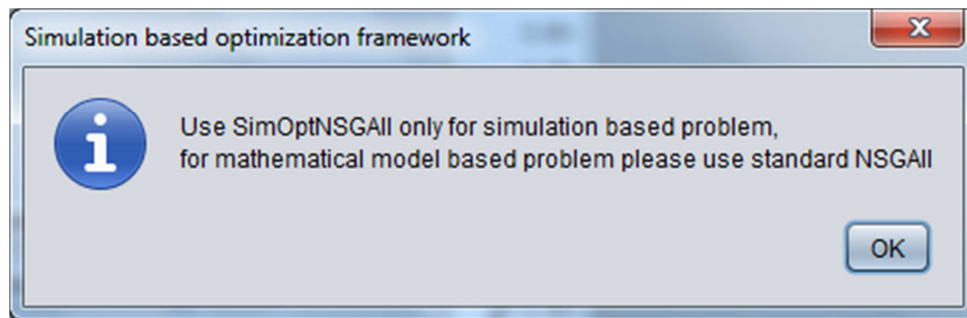 Simulation based optimization framework
Use SimOptNSGAII only for simulation based problem,
for mathematical model based problem please use standard NSGAII
OK